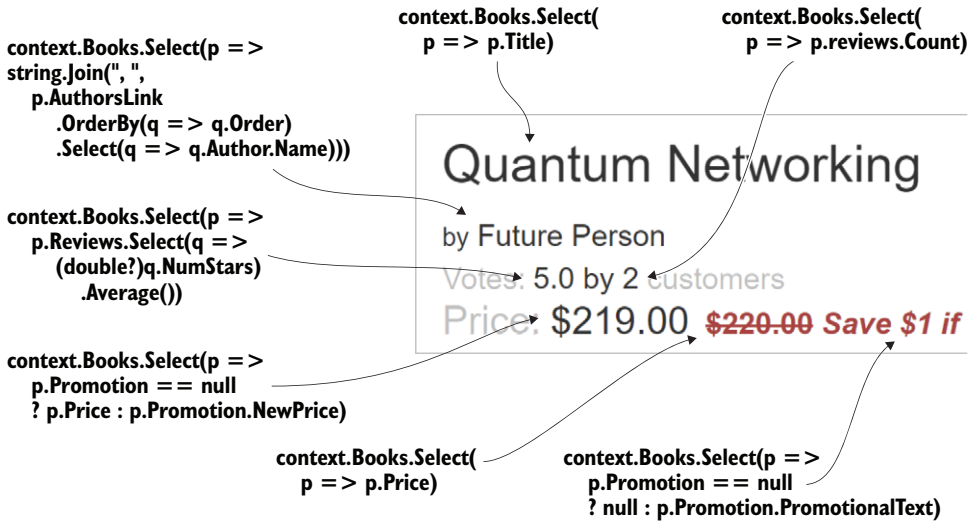 context.Books.Select(
p => p.Title)
context.Books.Select(
p => p.reviews.Count)
context.Books.Select(p =>
string.Join(", ",
p.AuthorsLink
.OrderBy(q => q.Order)
.Select(q => q.Author.Name)))
Quantum Networking
by Future Person
context.Books.Select(p =>
p.Reviews.Select(q =>
(double?)q.NumStars)
.Average())
Votes: 5.0 by 2 customers
Price: $219.00 $220.00 Save $1 if
context.Books.Select(p =>
p.Promotion == null
? p.Price : p.Promotion.NewPrice)
context.Books.Select(
p => p.Price)
context.Books.Select(p =>
p.Promotion == null
? null : p.Promotion.PromotionalText)